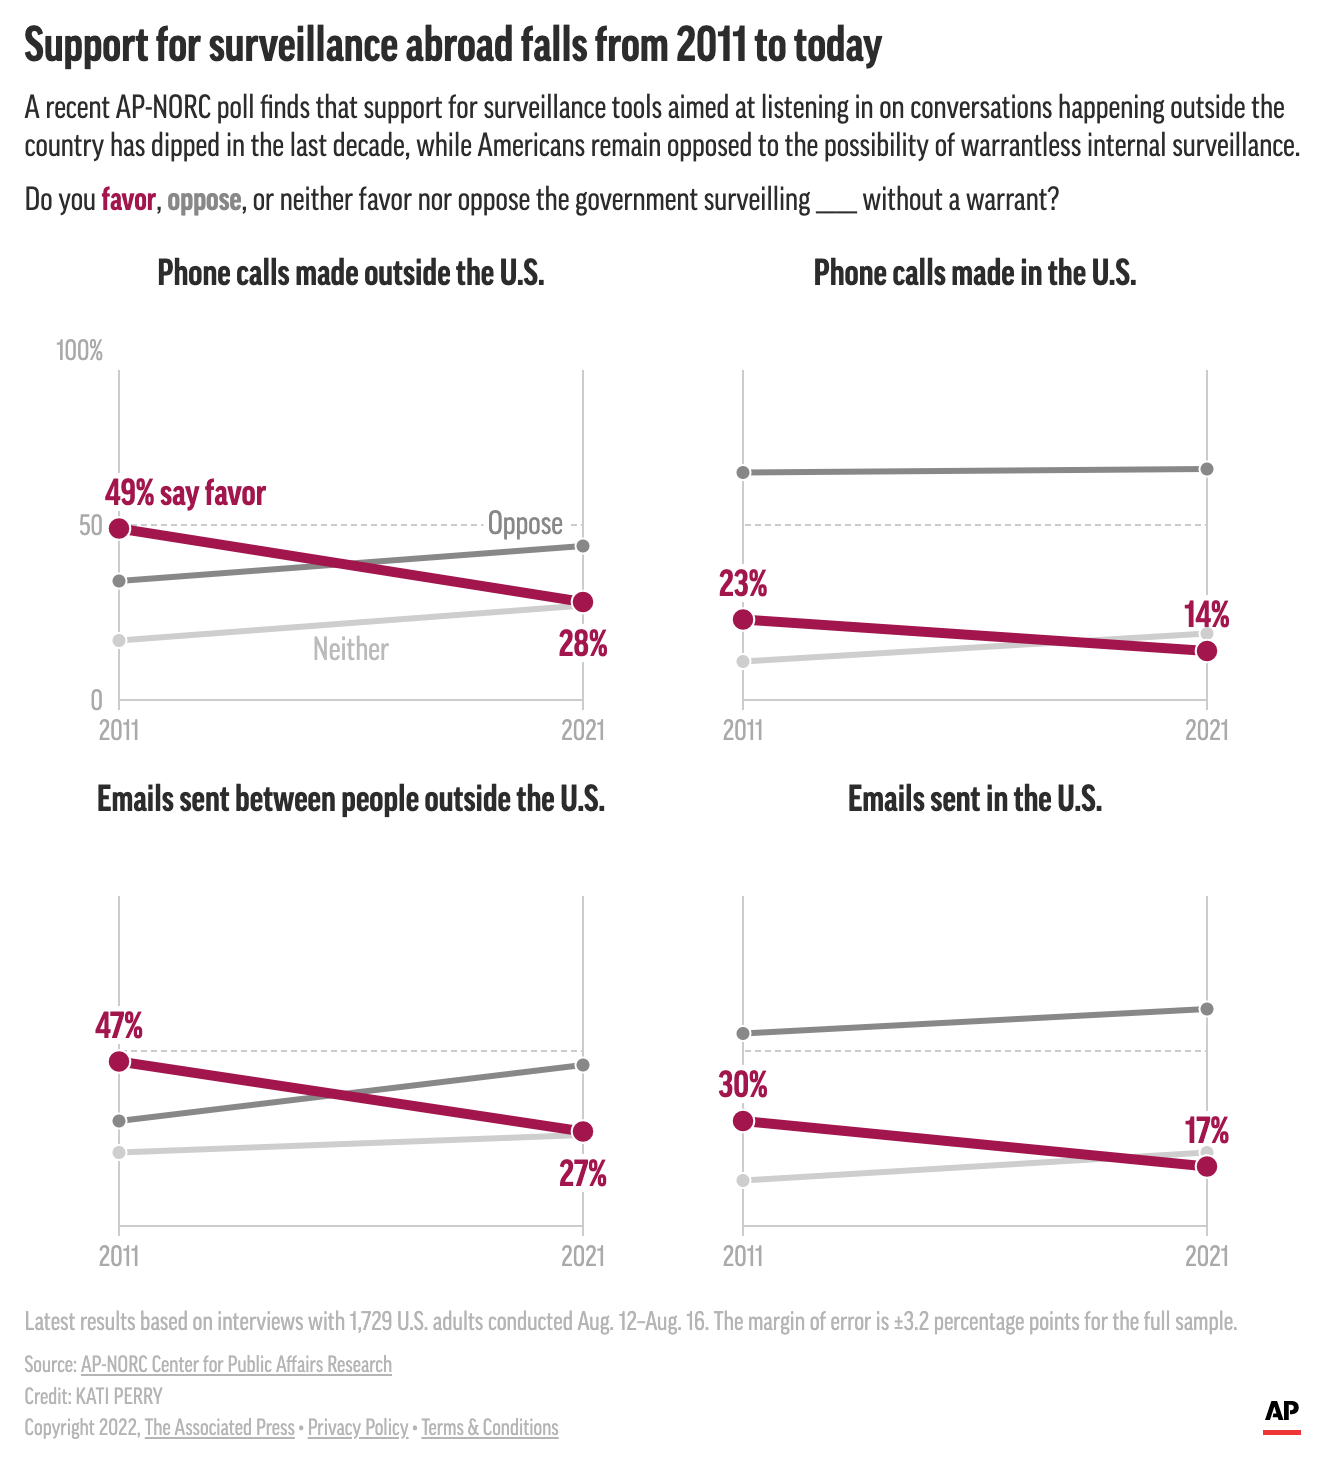 Support for surveillance abroad falls from 2011 to today
A recent AP-NORC poll finds that support for surveillance tools aimed at listening in on conversations happening outside the
country has dipped in the last decade, while Americans remain opposed to the possibility of warrantless internal surveillance.
Do you favor, oppose, or neither favor nor oppose the government surveilling ___ without a warrant?
Phone calls made outside the U.S.
100%
49% say favor
50
Oppose
Neither
28%
0
2011
2021
Phone calls made in the U.S.
23%
14%
2011
2021
Emails sent between people outside the U.S.
47%
27%
2011
2021
Emails sent in the U.S.
30%
17%
2011
2021
Latest results based on interviews with 1,729 U.S. adults conducted Aug. 12–Aug. 16. The margin of error is ±3.2 percentage points for the full sample.
Source: AP-NORC Center for Public Affairs Research
Credit: KATI PERRY
Copyright 2022, The Associated Press • Privacy Policy • Terms & Conditions
AP